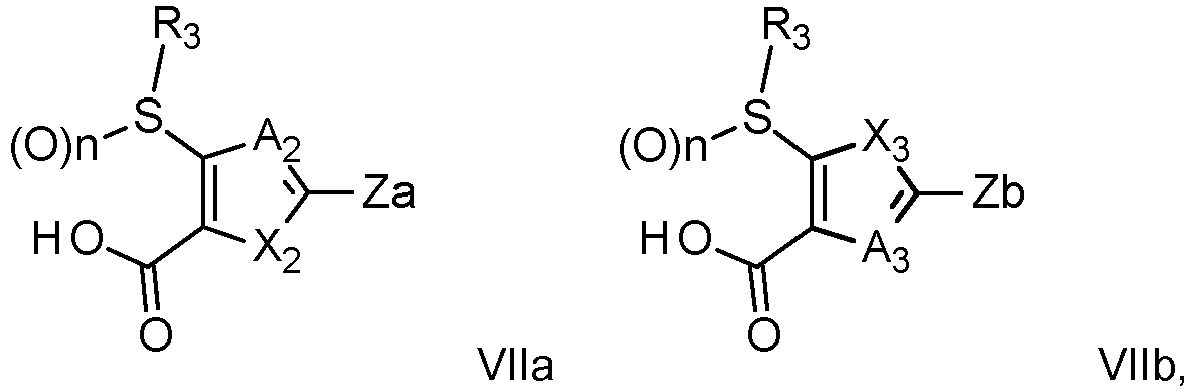 R3 R3
(O)n S A2 Za (O)n S X3 Zb
HO X2 HO A3
O O
VIIa VIIb,